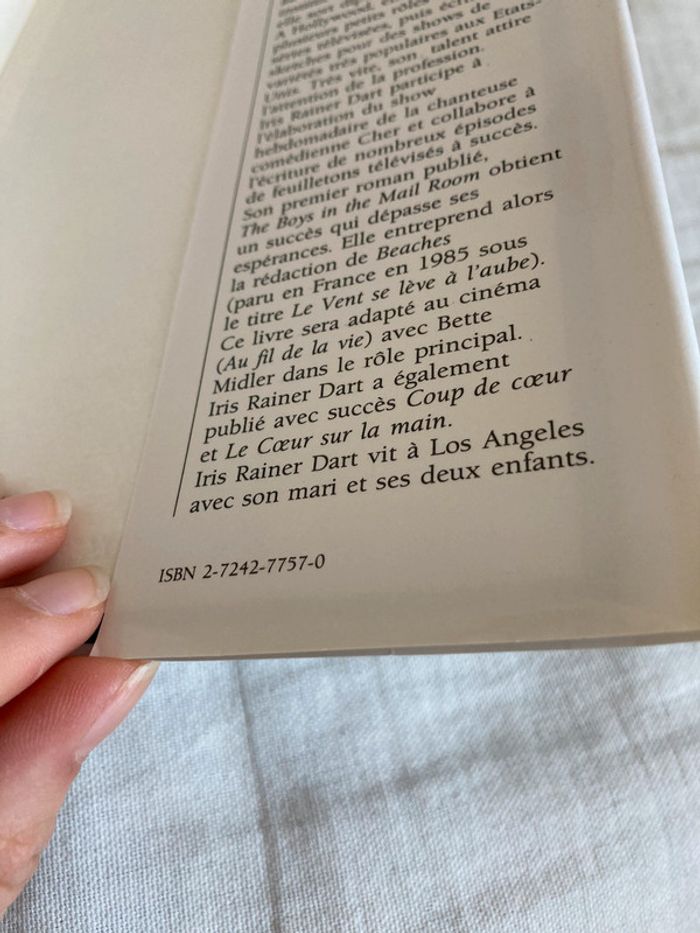 elle sort
A Hollywood, e
plusieurs petits rôles
séries télévisées, puis écri
sketches pour des shows de
variétés très populaires aux Etats-
Unis. Très vite, son talent attire
l'attention de la profession.
Iris Rainer Dart participe à
l'élaboration du show
hebdomadaire de la chanteuse
comédienne Cher et collabore à
l'écriture de nombreux épisodes
de feuilletons télévisés à succès.
Son premier roman publié,
The Boys in the Mail Room obtient
un succès qui dépasse ses
espérances. Elle entreprend alors
la rédaction de Beaches
(paru en France en 1985 sous
le titre Le Vent se lève à l'aube).
Ce livre sera adapté au cinéma
(Au fil de la vie) avec Bette
Midler dans le rôle principal.
Iris Rainer Dart a également
publié avec succès Coup de cœur
et Le Cœur sur la main.
Iris Rainer Dart vit à Los Angeles
avec son mari et ses deux enfants.
ISBN 2-7242-7757-0